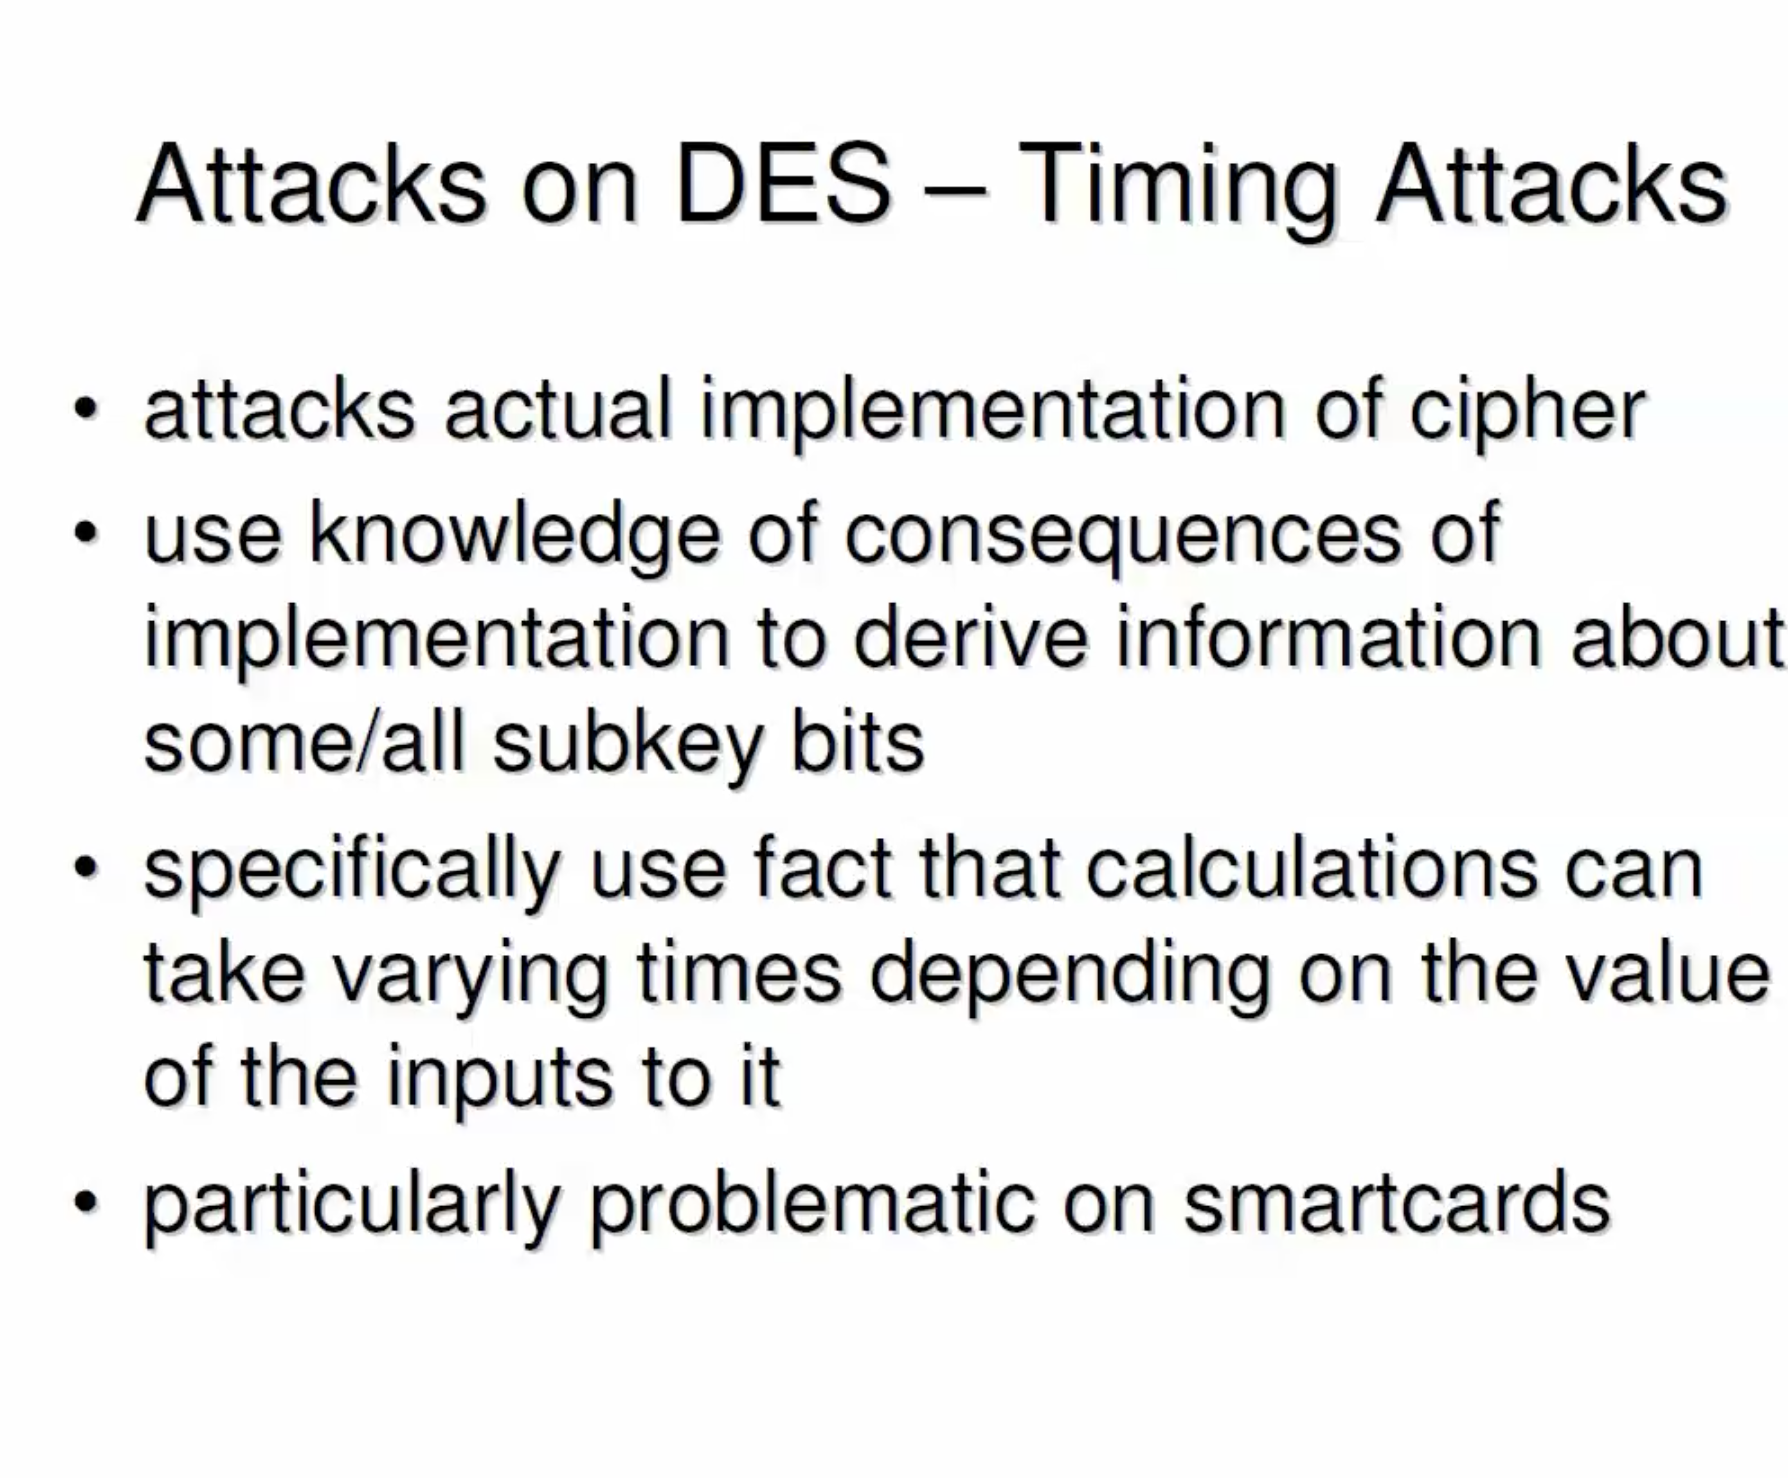 Attacks on DES – Timing Attacks
• attacks actual implementation of cipher
• use knowledge of consequences of
implementation to derive information about
some/all subkey bits
• specifically use fact that calculations can
take varying times depending on the value
of the inputs to it
• particularly problematic on smartcards